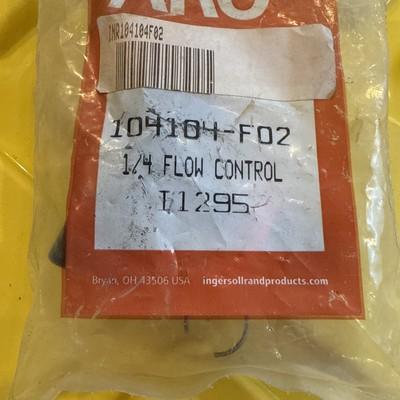 ARO
INR104104F02
104104-F02
1/4 FLOW CONTROL
I1295
Bryan, OH 43506 USA ingersollrandproducts.com